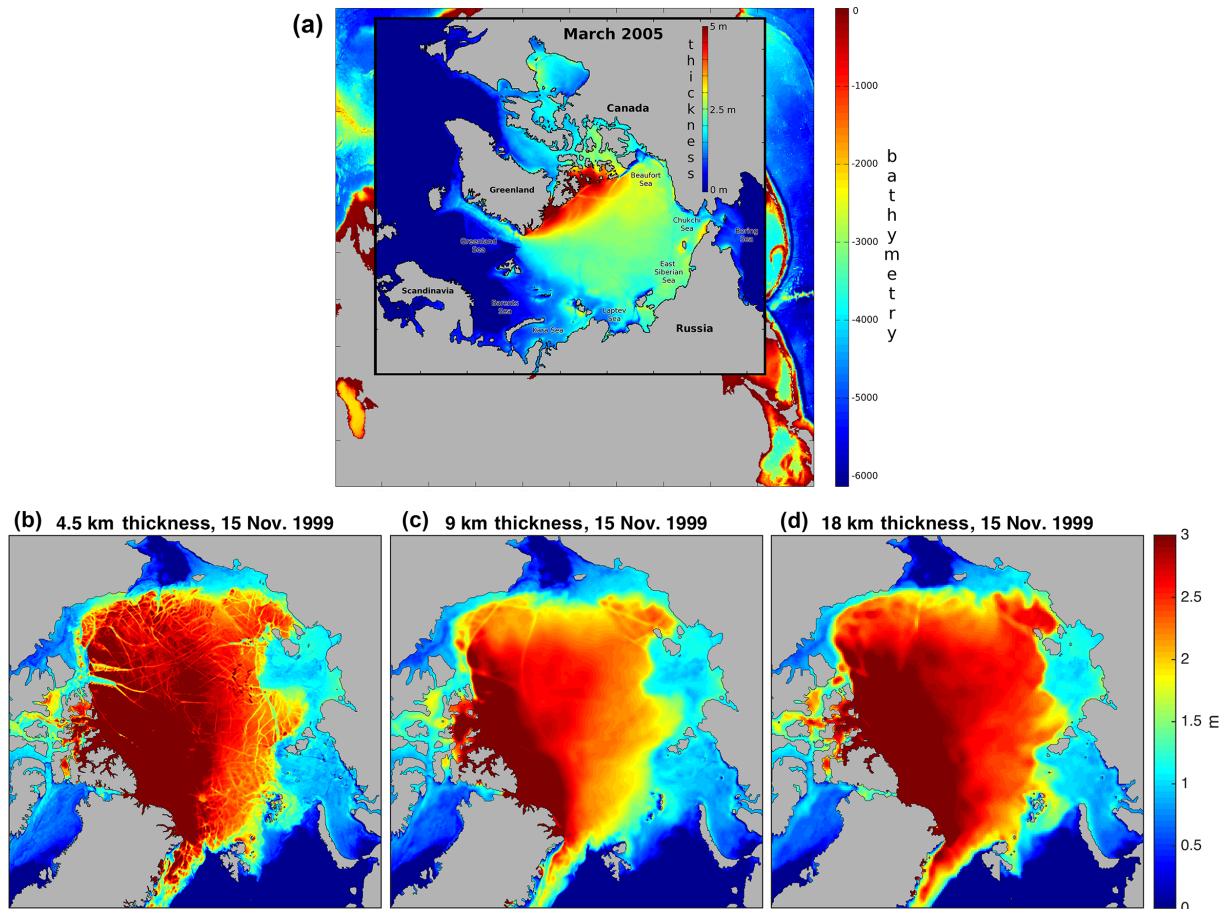 (a)
March 2005
5 m
thickness
2.5 m
0 m
Canada
Greenland
Beaufort
Sea
Chukchi
Sea
Bering
Sea
Greenland
Sea
East
Siberian
Sea
Scandinavia
Barents
Sea
Kara Sea
Laptev
Sea
Russia
0
-1000
-2000
-3000
-4000
-5000
-6000
bathymetry
(b) 4.5 km thickness, 15 Nov. 1999
(c) 9 km thickness, 15 Nov. 1999
(d) 18 km thickness, 15 Nov. 1999
3
2.5
2
1.5
1
0.5
0
m